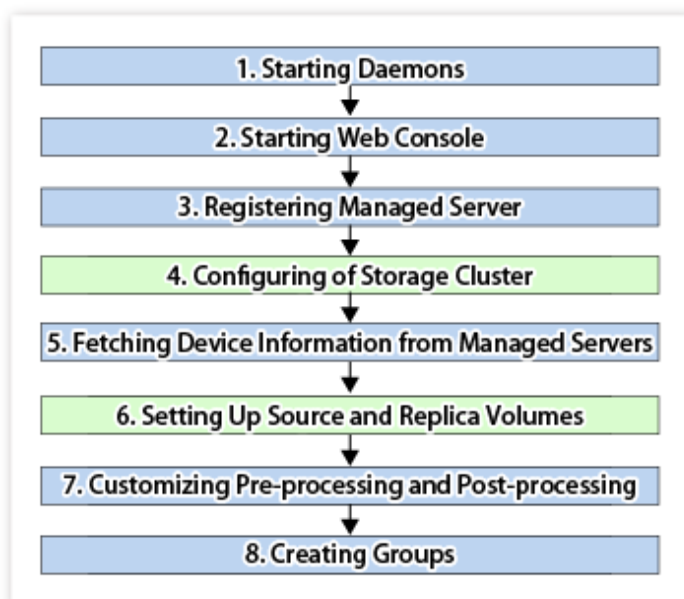 1. Starting Daemons
2. Starting Web Console
3. Registering Managed Server
4. Configuring of Storage Cluster
5. Fetching Device Information from Managed Servers
6. Setting Up Source and Replica Volumes
7. Customizing Pre-processing and Post-processing
8. Creating Groups